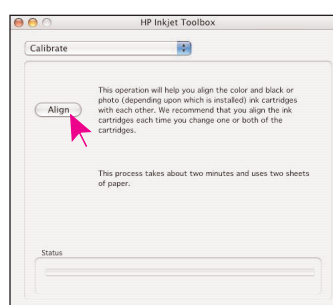 HP Inkjet Toolbox
Calibrate
Align
This operation will help you align the color and black or
photo (depending upon which is installed) ink cartridges
with each other. We recommend that you align the ink
cartridges each time you change one or both of the
cartridges.
This process takes about two minutes and uses two sheets
of paper.
Status